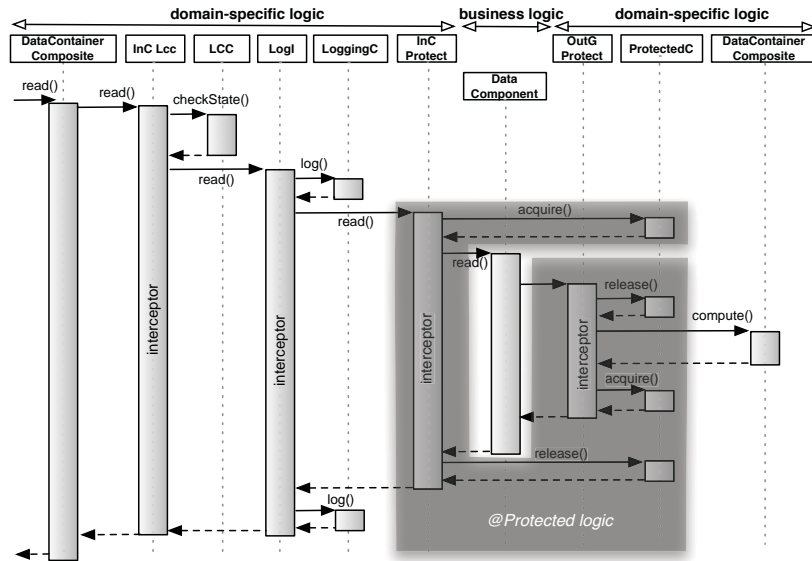 domain-specific logic
business logic
domain-specific logic
DataContainer
Composite
InC Lcc
LCC
LogI
LoggingC
InC
Protect
OutG
Protect
ProtectedC
DataContainer
Composite
Data
Component
read()
read()
checkState()
read()
log()
read()
acquire()
read()
release()
compute()
interceptor
interceptor
interceptor
interceptor
acquire()
release()
log()
@Protected logic